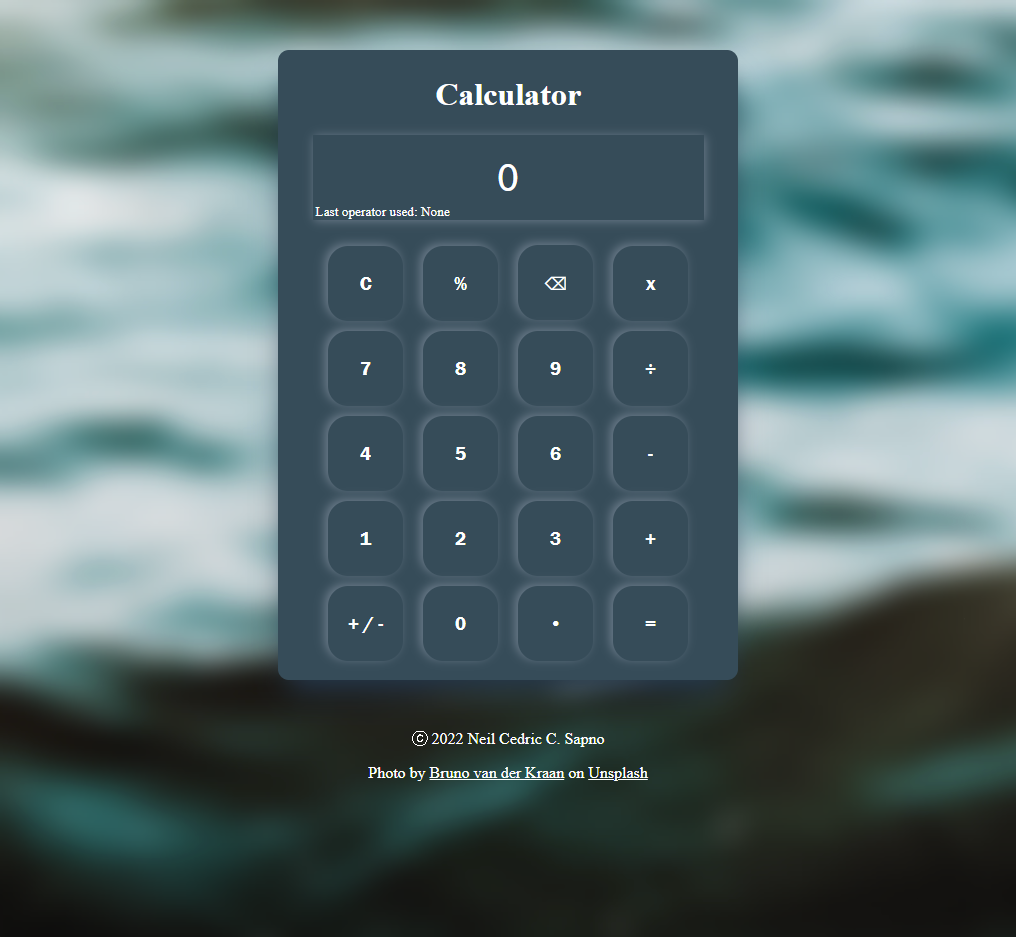 Calculator
0
Last operator used: None
C % ⌫ x
7 8 9 ÷
4 5 6 -
1 2 3 +
+/- 0 • =
ⓒ 2022 Neil Cedric C. Sapno
Photo by Bruno van der Kraan on Unsplash